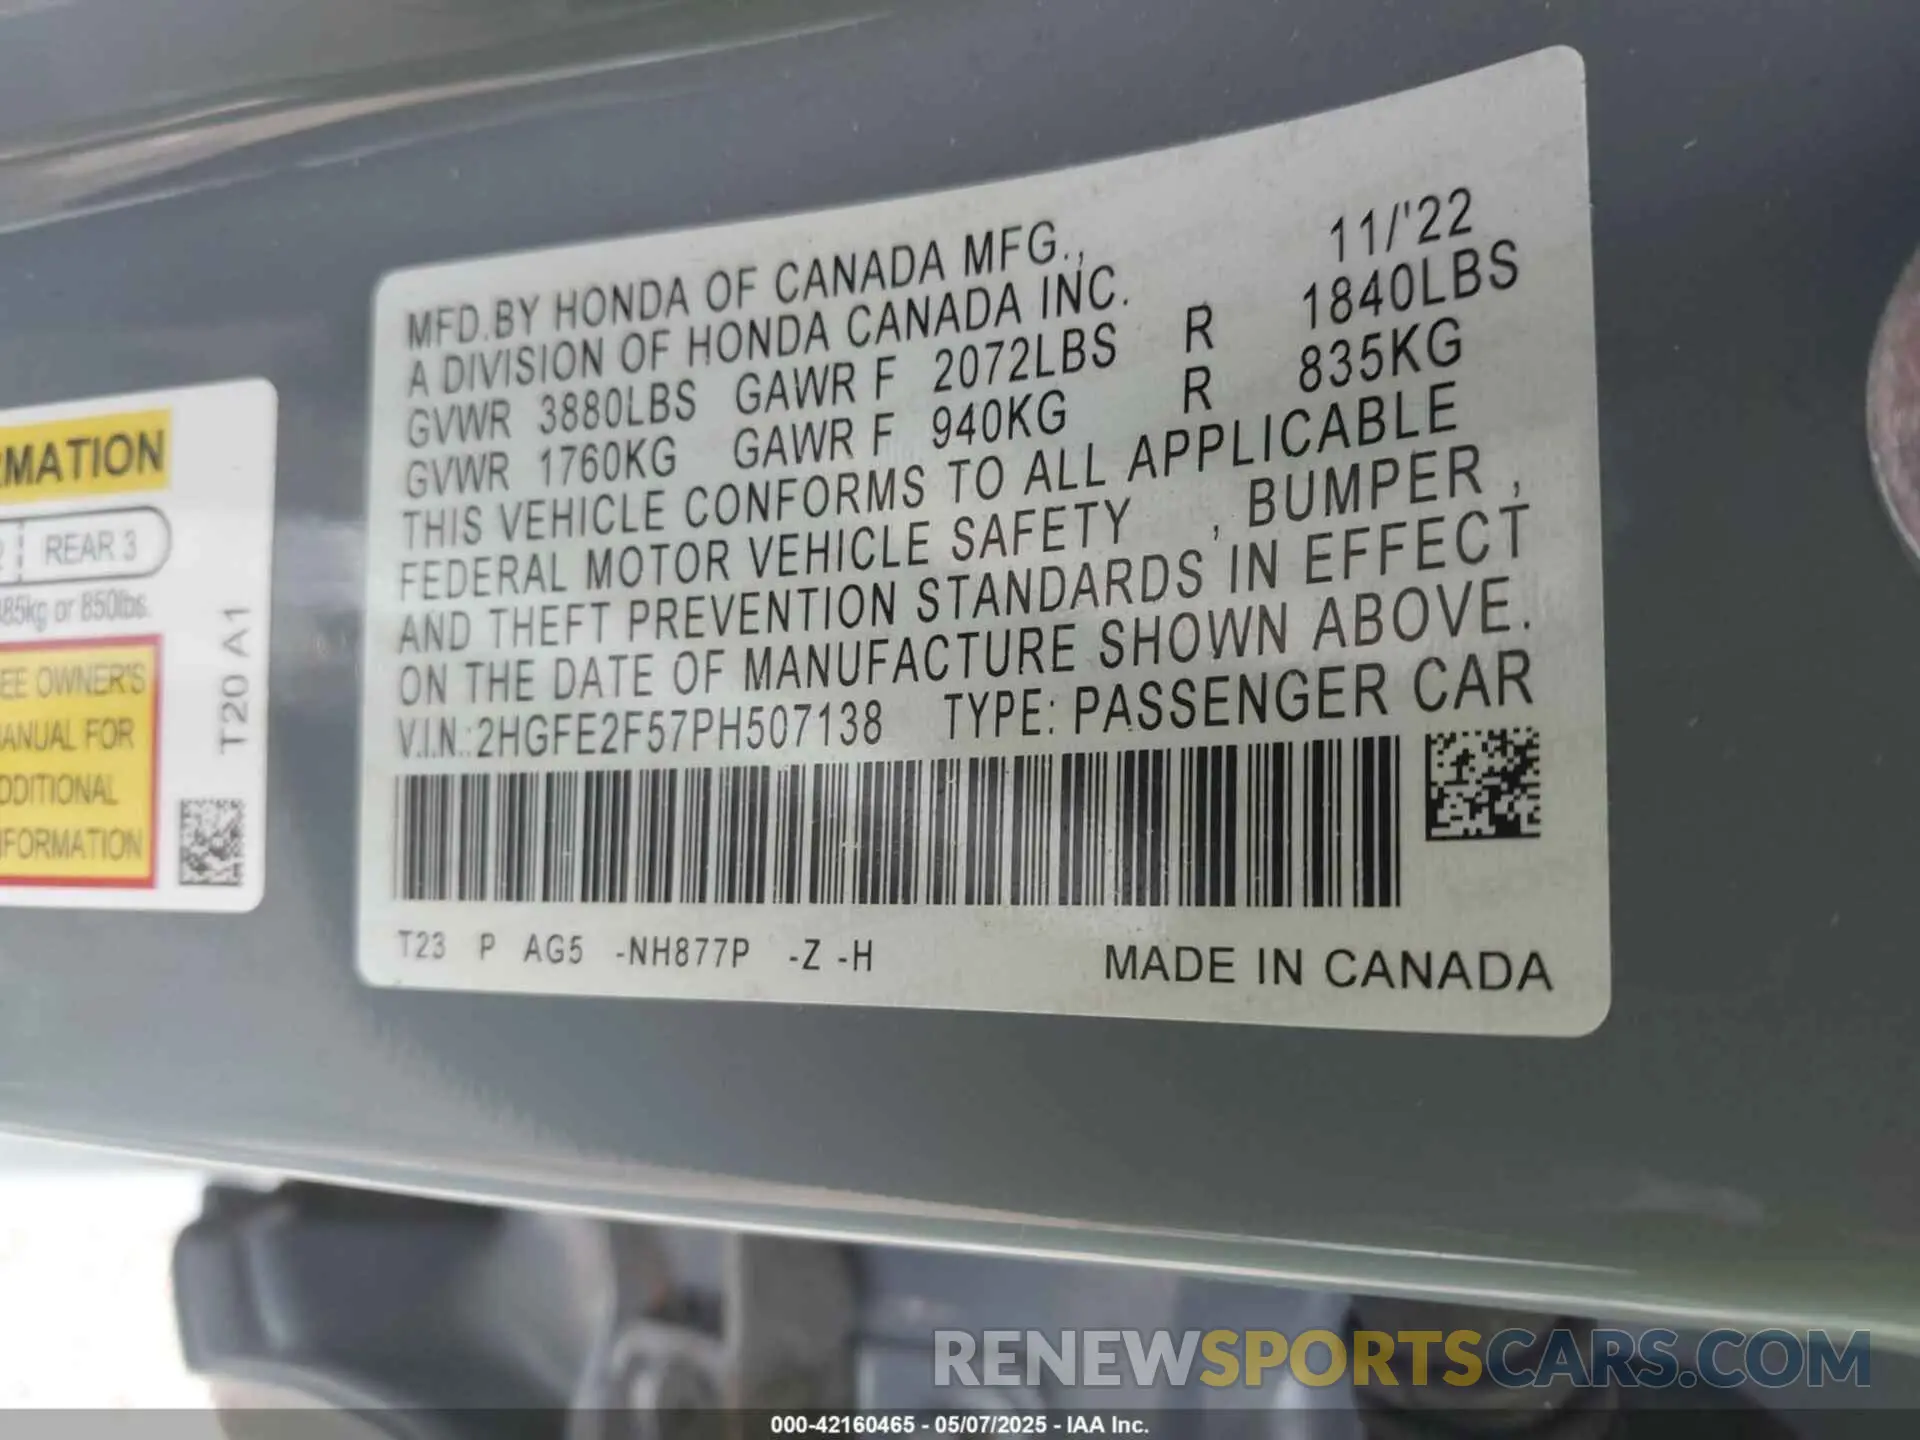 MFD.BY HONDA OF CANADA MFG., 11/'22
A DIVISION OF HONDA CANADA INC.
GVWR 3880LBS GAWR F 2072LBS R 1840LBS
GVWR 1760KG GAWR F 940KG R 835KG
THIS VEHICLE CONFORMS TO ALL APPLICABLE
FEDERAL MOTOR VEHICLE SAFETY , BUMPER ,
AND THEFT PREVENTION STANDARDS IN EFFECT
ON THE DATE OF MANUFACTURE SHOWN ABOVE.
V.I.N.:2HGFE2F57PH507138 TYPE: PASSENGER CAR
T23 P AG5 -NH877P -Z -H MADE IN CANADA
RMATION
REAR 3
385kg or 850lbs.
EE OWNER'S
ANUAL FOR
DDITIONAL
FORMATION
T20 A1
RENEWSPORTSCARS.COM
000-42160465 - 05/07/2025 - IAA Inc.